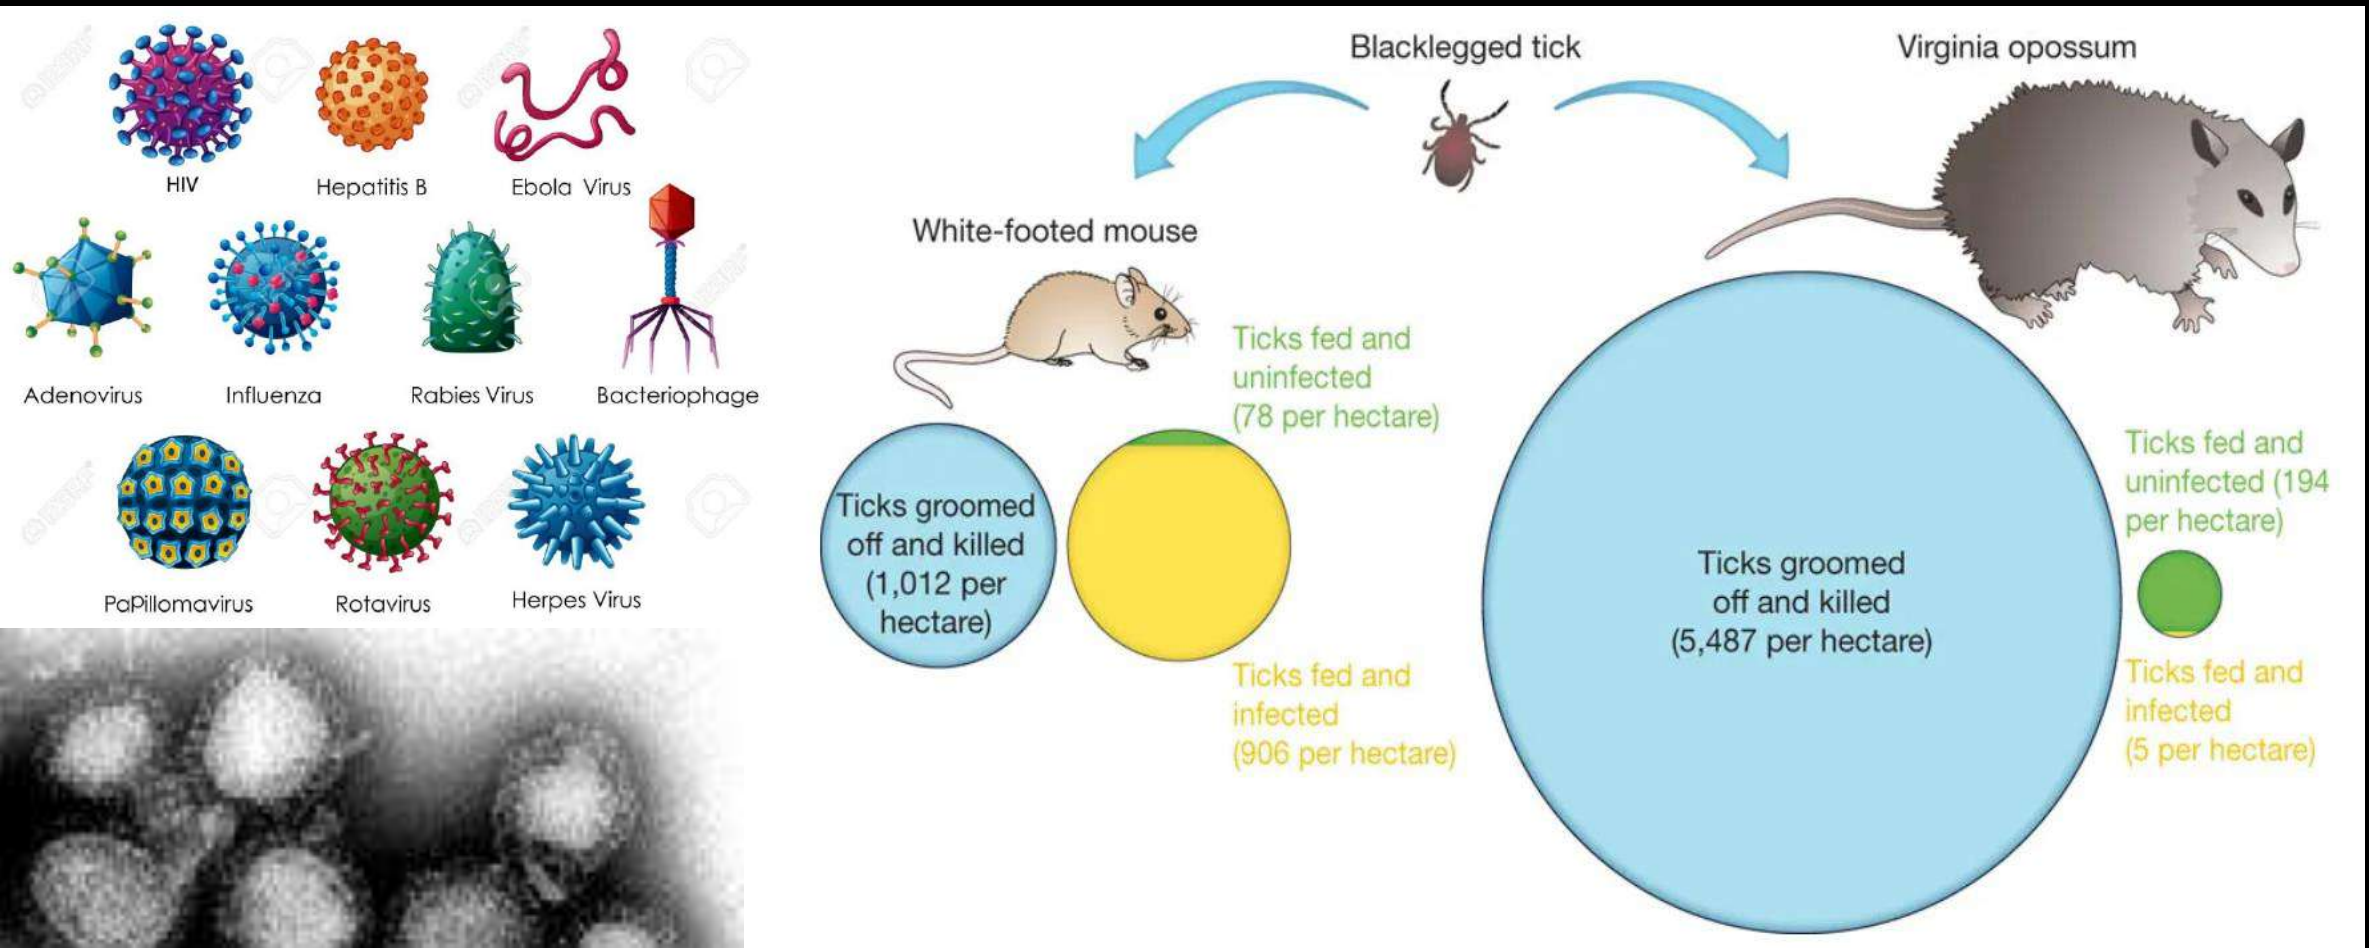 HIV
Hepatitis B
Ebola Virus
Adenovirus
Influenza
Rabies Virus
Bacteriophage
PaPillomavirus
Rotavirus
Herpes Virus
Blacklegged tick
Virginia opossum
White-footed mouse
Ticks fed and
uninfected
(78 per hectare)
Ticks groomed
off and killed
(1,012 per
hectare)
Ticks fed and
infected
(906 per hectare)
Ticks groomed
off and killed
(5,487 per hectare)
Ticks fed and
uninfected (194
per hectare)
Ticks fed and
infected
(5 per hectare)